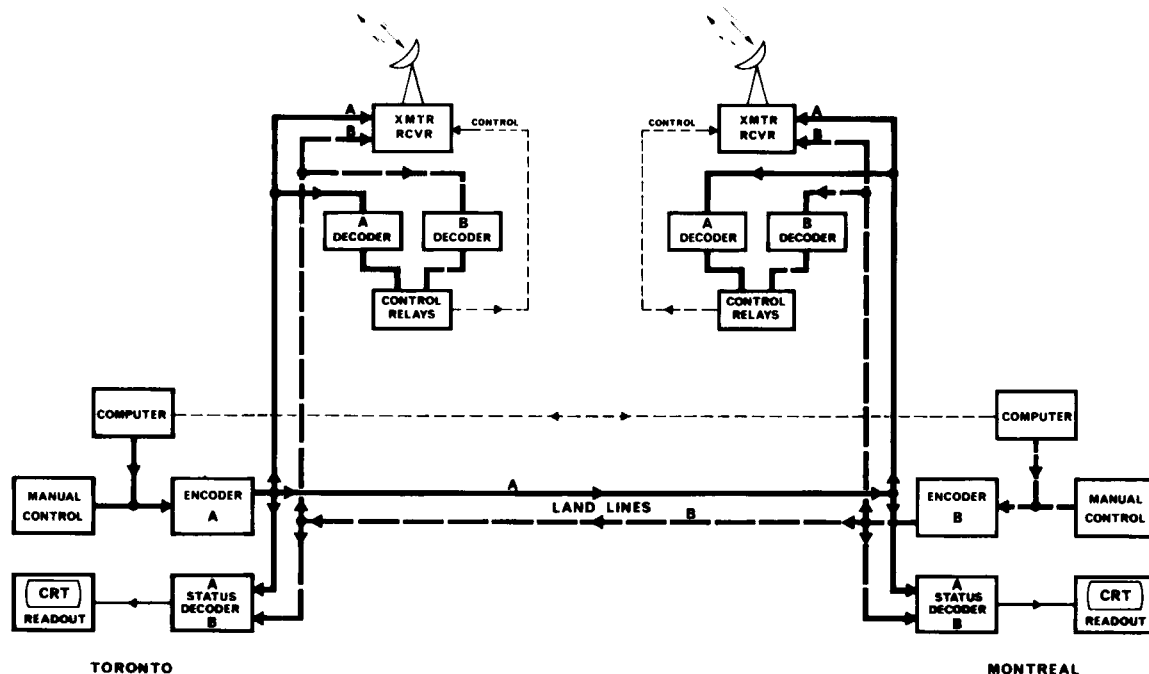 A
B
XMTR
RCVR
CONTROL
A
DECODER
B
DECODER
CONTROL
RELAYS
CONTROL
XMTR
RCVR
A
B
A
DECODER
B
DECODER
CONTROL
RELAYS
COMPUTER
COMPUTER
MANUAL
CONTROL
ENCODER
A
A
LAND LINES
B
ENCODER
B
MANUAL
CONTROL
CRT
READOUT
A
STATUS
DECODER
B
A
STATUS
DECODER
B
CRT
READOUT
TORONTO
MONTREAL